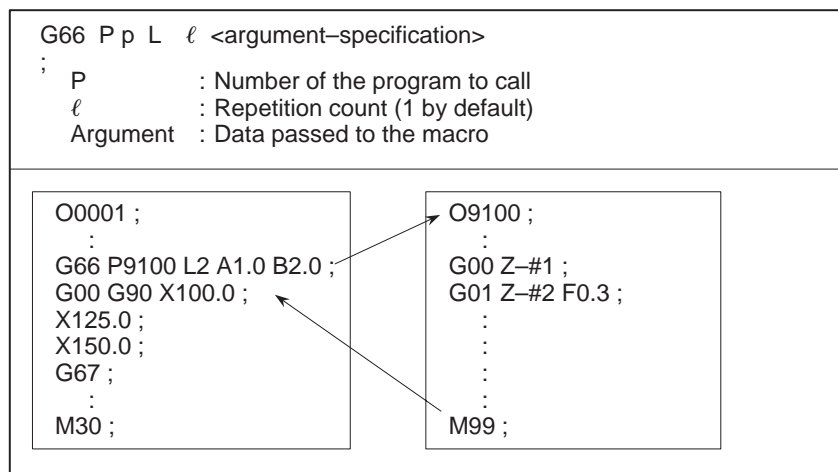 G66 P p L ℓ <argument–specification>
;
P : Number of the program to call
ℓ : Repetition count (1 by default)
Argument : Data passed to the macro
O0001 ;
:
G66 P9100 L2 A1.0 B2.0 ;
G00 G90 X100.0 ;
X125.0 ;
X150.0 ;
G67 ;
:
M30 ;
O9100 ;
:
G00 Z–#1 ;
G01 Z–#2 F0.3 ;
:
:
:
:
M99 ;